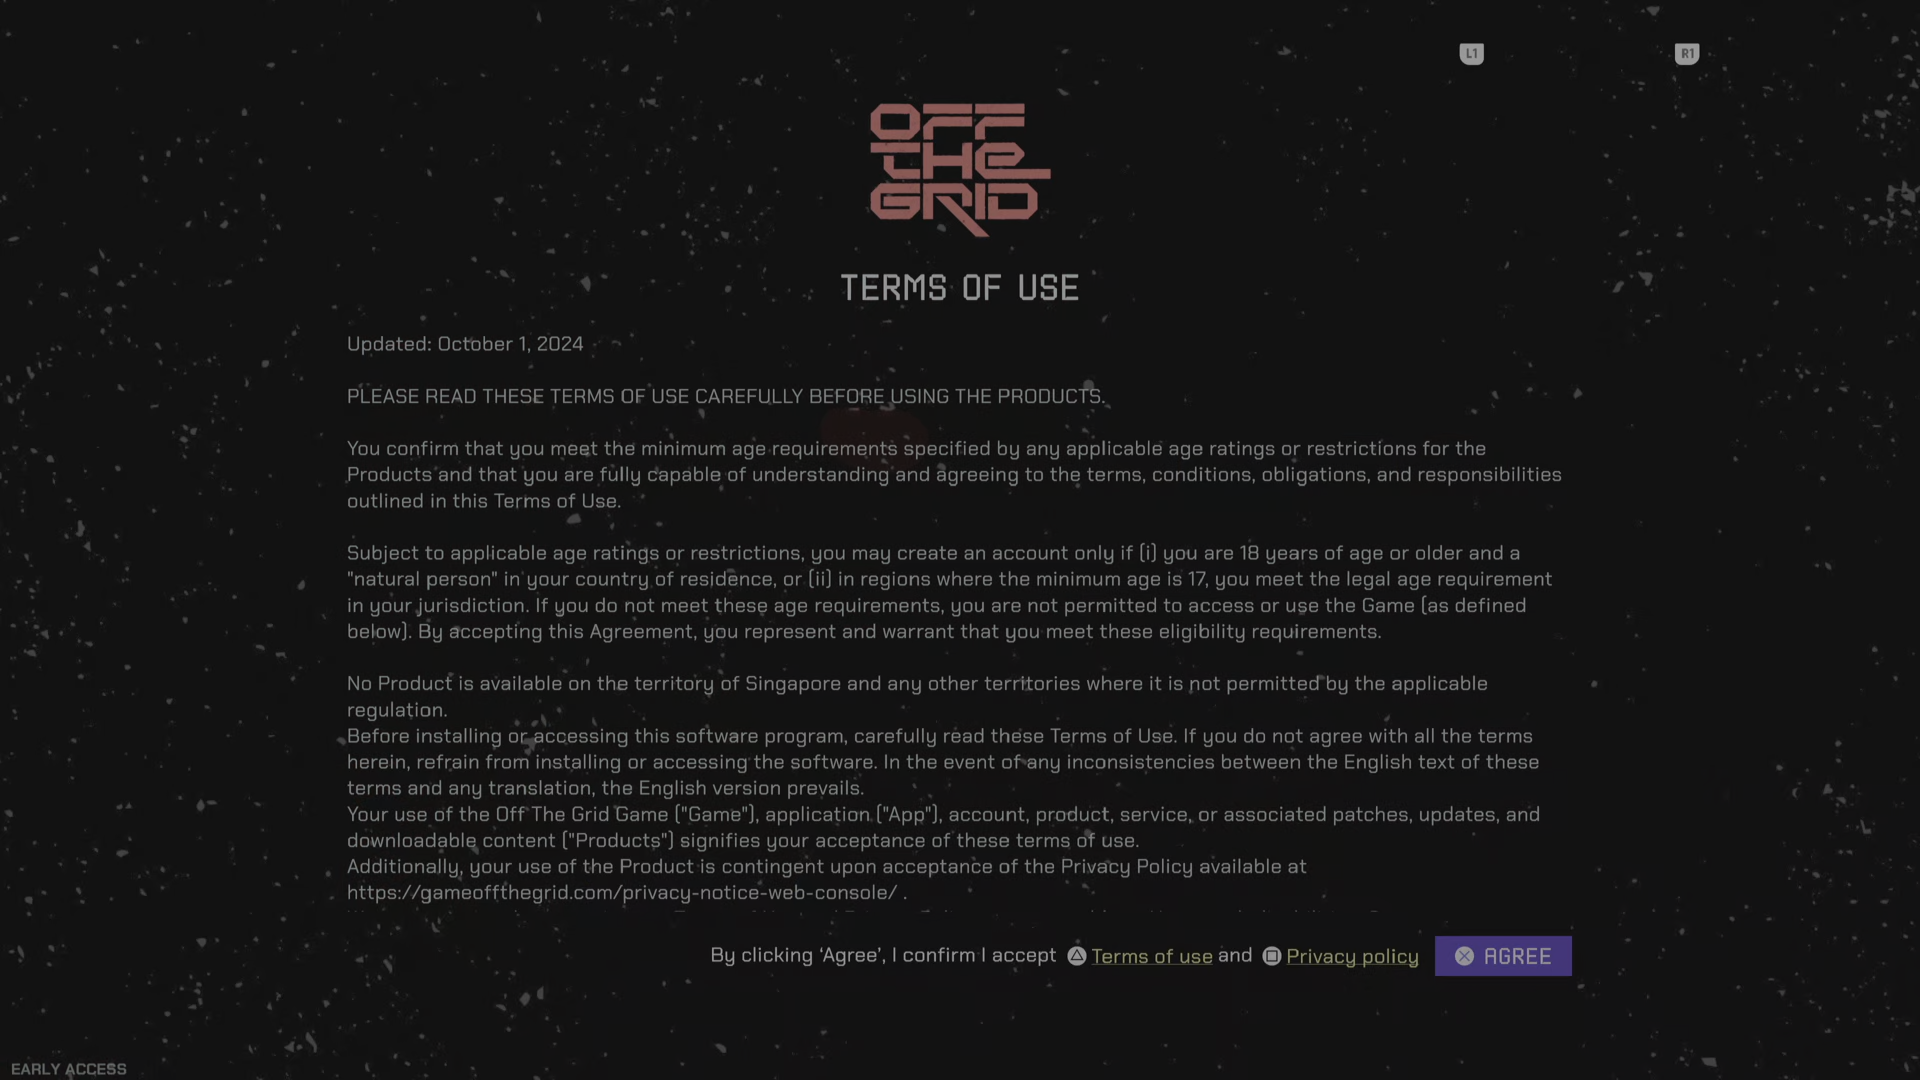 L1
R1
OFF
THE
GRID
TERMS OF USE
Updated: October 1, 2024
PLEASE READ THESE TERMS OF USE CAREFULLY BEFORE USING THE PRODUCTS.
You confirm that you meet the minimum age requirements specified by any applicable age ratings or restrictions for the
Products and that you are fully capable of understanding and agreeing to the terms, conditions, obligations, and responsibilities
outlined in this Terms of Use.
Subject to applicable age ratings or restrictions, you may create an account only if (i) you are 18 years of age or older and a
"natural person" in your country of residence, or (ii) in regions where the minimum age is 17, you meet the legal age requirement
in your jurisdiction. If you do not meet these age requirements, you are not permitted to access or use the Game (as defined
below). By accepting this Agreement, you represent and warrant that you meet these eligibility requirements.
No Product is available on the territory of Singapore and any other territories where it is not permitted by the applicable
regulation.
Before installing or accessing this software program, carefully read these Terms of Use. If you do not agree with all the terms
herein, refrain from installing or accessing the software. In the event of any inconsistencies between the English text of these
terms and any translation, the English version prevails.
Your use of the Off The Grid Game ("Game"), application ("App"), account, product, service, or associated patches, updates, and
downloadable content ("Products") signifies your acceptance of these terms of use.
Additionally, your use of the Product is contingent upon acceptance of the Privacy Policy available at
https://gameoffthegrid.com/privacy-notice-web-console/ .
By clicking ‘Agree’, I confirm I accept Terms of use and Privacy policy AGREE
EARLY ACCESS